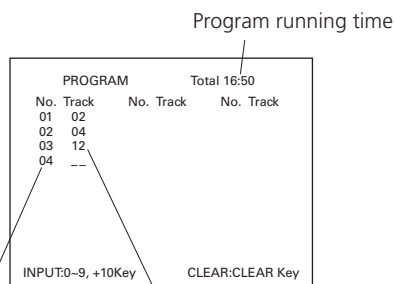 Program running time
PROGRAM Total 16:50
No. Track No. Track No. Track
01 02
02 04
03 12
04 _ _
INPUT:0~9, +10Key CLEAR:CLEAR Key